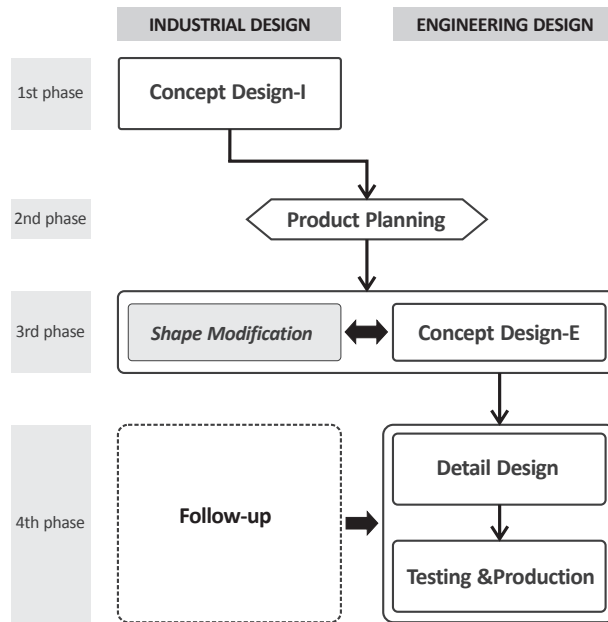 INDUSTRIAL DESIGN
ENGINEERING DESIGN
1st phase
Concept Design-I
2nd phase
Product Planning
3rd phase
Shape Modification
Concept Design-E
4th phase
Follow-up
Detail Design
Testing &Production